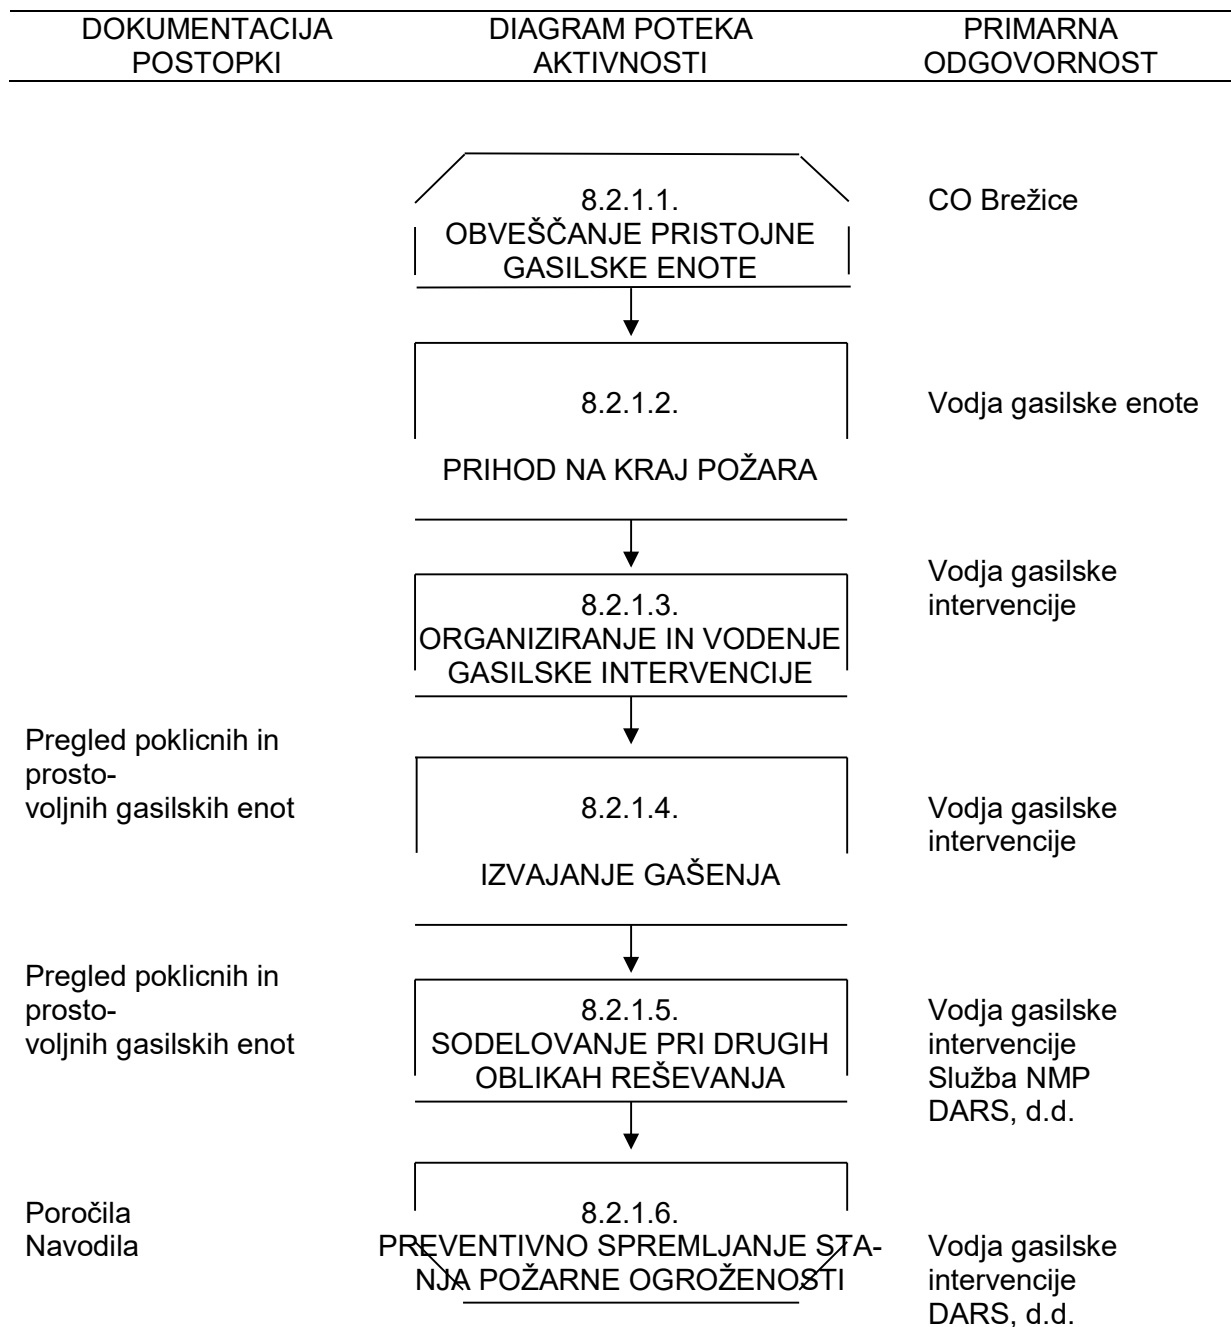 DOKUMENTACIJA
POSTOPKI
DIAGRAM POTEKA
AKTIVNOSTI
PRIMARNA
ODGOVORNOST
8.2.1.1.
OBVEŠČANJE PRISTOJNE
GASILSKE ENOTE
CO Brežice
8.2.1.2.
PRIHOD NA KRAJ POŽARA
Vodja gasilske enote
8.2.1.3.
ORGANIZIRANJE IN VODENJE
GASILSKE INTERVENCIJE
Vodja gasilske
intervencije
Pregled poklicnih in
prosto-
voljnih gasilskih enot
8.2.1.4.
IZVAJANJE GAŠENJA
Vodja gasilske
intervencije
Pregled poklicnih in
prosto-
voljnih gasilskih enot
8.2.1.5.
SODELOVANJE PRI DRUGIH
OBLIKAH REŠEVANJA
Vodja gasilske
intervencije
Služba NMP
DARS, d.d.
Poročila
Navodila
8.2.1.6.
PREVENTIVNO SPREMLJANJE STA-
NJA POŽARNE OGROŽENOSTI
Vodja gasilske
intervencije
DARS, d.d.